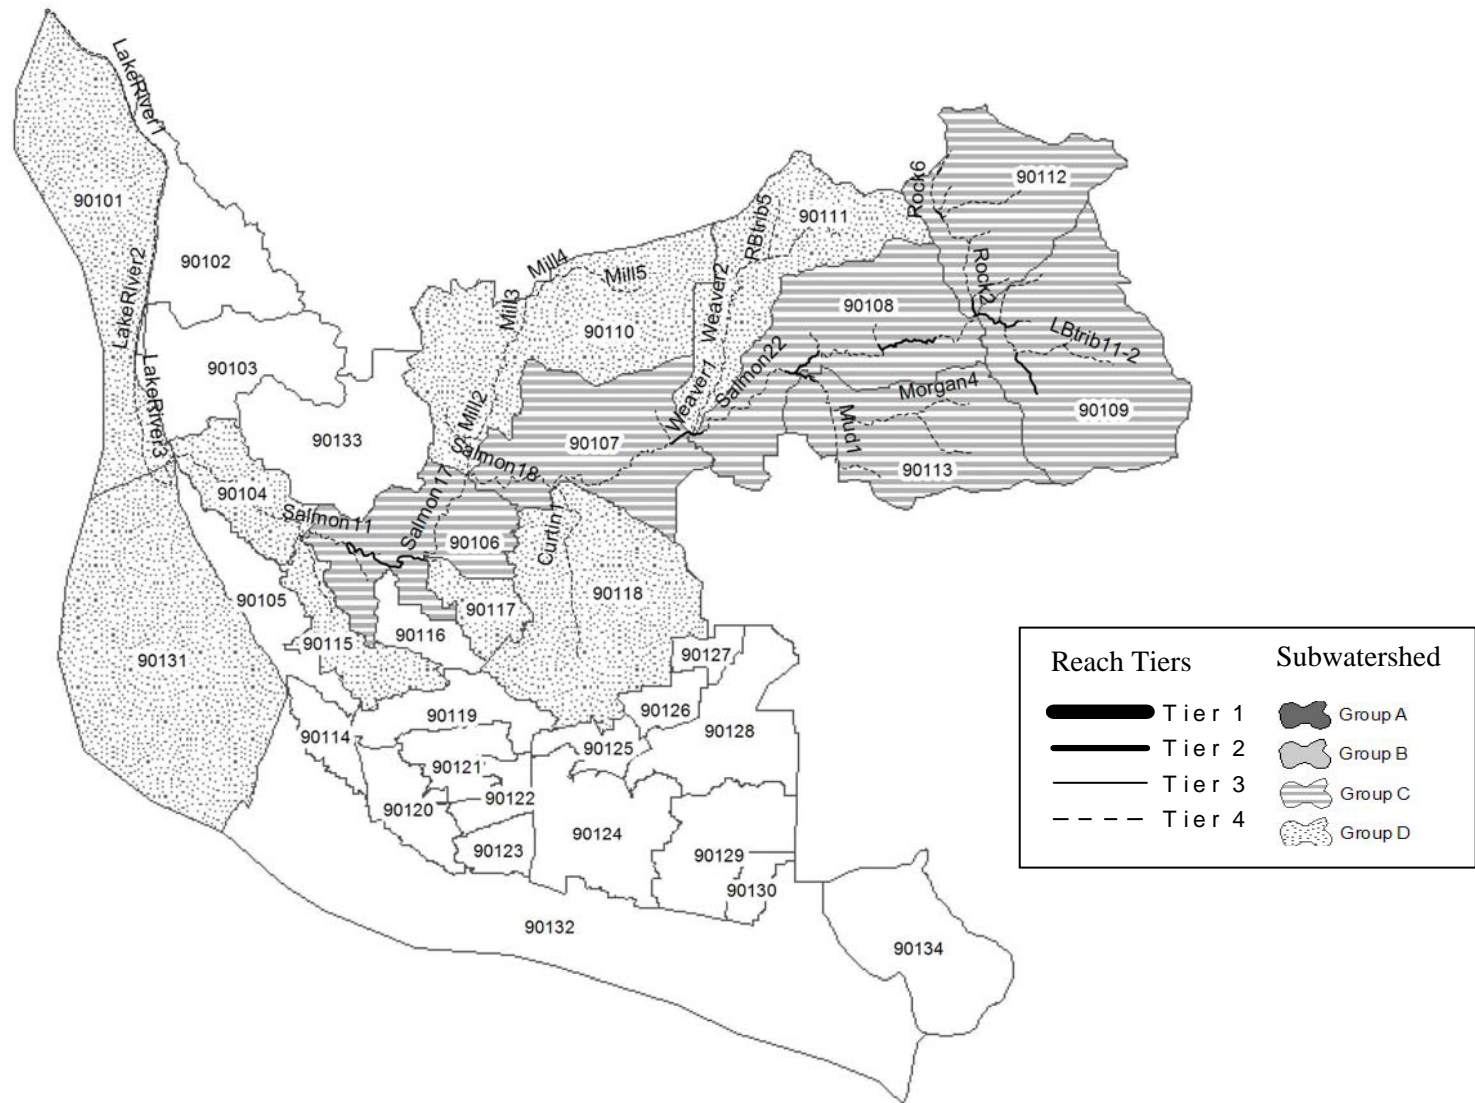 LakeRiver1
90101
90102
LakeRiver2
90103
LakeRiver3
90133
90104
Salmon11
Salmon17
90106
90105
90115
90116
90117
90131
Mill2
Mill3
Mill4
Mill5
90110
Salmon18
90107
Curtin1
90118
Weaver1
Weaver2
RBtrib5
90111
Rock6
90112
Rock2
90108
Salmon22
LBtrib11-2
Morgan4
Mud1
90109
90113
90127
90126
90128
90119
90125
90114
90121
90122
90120
90123
90124
90129
90130
90132
90134
Reach Tiers
Tier 1
Tier 2
Tier 3
Tier 4
Subwatershed
Group A
Group B
Group C
Group D